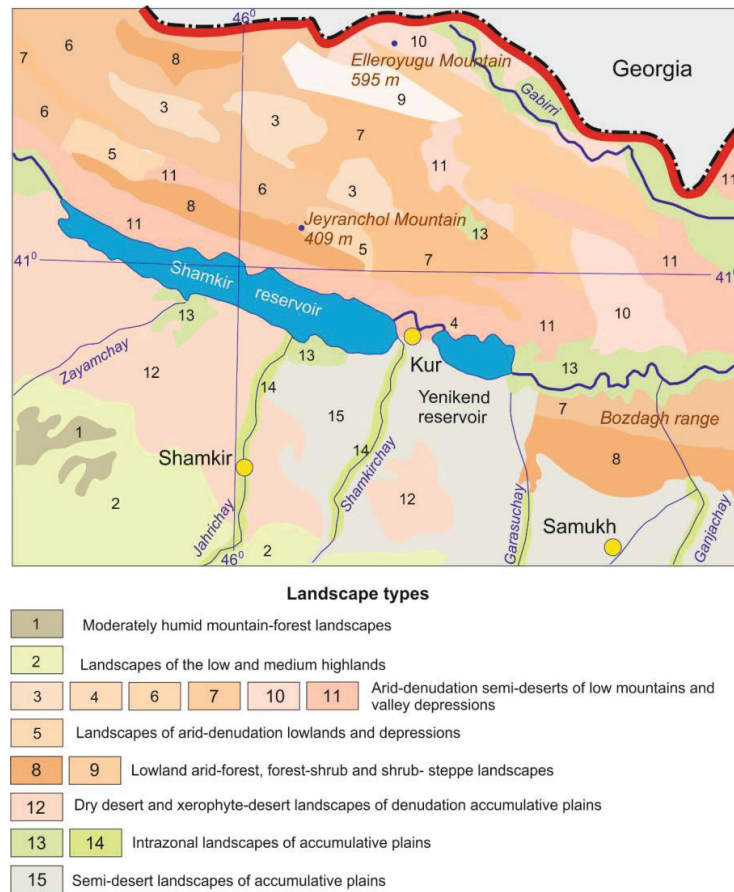 46⁰
6
10
7
8
Elleroyugu Mountain
595 m
Georgia
6
3
3
9
Gabirri
7
5
11
6
3
11
11
8
Jeyranchol Mountain
409 m
13
11
5
7
11
41⁰
41⁰
Shamkir reservoir
10
13
4
11
Zayamchay
Kur
13
13
12
14
Yenikend
reservoir
7
Bozdagh range
15
1
8
14
Shamkir
Shamkirchay
12
2
Jahrichay
Garasuchay
Samukh
Ganjachay
2
46⁰
Landscape types
1 Moderately humid mountain-forest landscapes
2 Landscapes of the low and medium highlands
3 4 6 7 10 11 Arid-denudation semi-deserts of low mountains and
valley depressions
5 Landscapes of arid-denudation lowlands and depressions
8 9 Lowland arid-forest, forest-shrub and shrub- steppe landscapes
12 Dry desert and xerophyte-desert landscapes of denudation accumulative plains
13 14 Intrazonal landscapes of accumulative plains
15 Semi-desert landscapes of accumulative plains